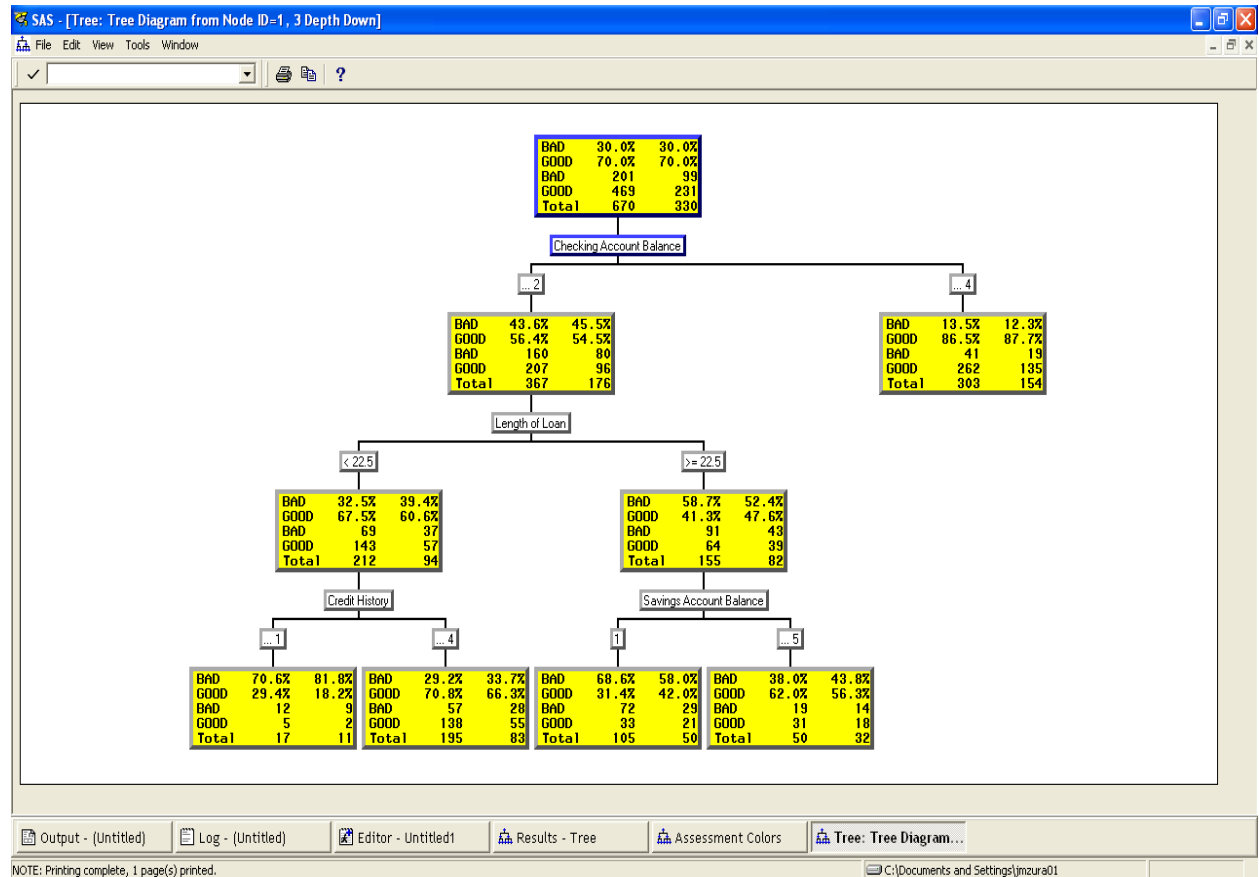 SAS - [Tree: Tree Diagram from Node ID=1 , 3 Depth Down]
File Edit View Tools Window
?
BAD 30.0% 30.0%
GOOD 70.0% 70.0%
BAD 201 99
GOOD 469 231
Total 670 330
Checking Account Balance
... 2
... 4
BAD 43.6% 45.5%
GOOD 56.4% 54.5%
BAD 160 80
GOOD 207 96
Total 367 176
BAD 13.5% 12.3%
GOOD 86.5% 87.7%
BAD 41 19
GOOD 262 135
Total 303 154
Length of Loan
< 22.5
>= 22.5
BAD 32.5% 39.4%
GOOD 67.5% 60.6%
BAD 69 37
GOOD 143 57
Total 212 94
BAD 58.7% 52.4%
GOOD 41.3% 47.6%
BAD 91 43
GOOD 64 39
Total 155 82
Credit History
Savings Account Balance
... 1
... 4
1
... 5
BAD 70.6% 81.8%
GOOD 29.4% 18.2%
BAD 12 9
GOOD 5 2
Total 17 11
BAD 29.2% 33.7%
GOOD 70.8% 66.3%
BAD 57 28
GOOD 138 55
Total 195 83
BAD 68.6% 58.0%
GOOD 31.4% 42.0%
BAD 72 29
GOOD 33 21
Total 105 50
BAD 38.0% 43.8%
GOOD 62.0% 56.3%
BAD 19 14
GOOD 31 18
Total 50 32
Output - (Untitled)
Log - (Untitled)
Editor - Untitled1
Results - Tree
Assessment Colors
Tree: Tree Diagram...
NOTE: Printing complete, 1 page(s) printed.
C:\Documents and Settings\jmzura01